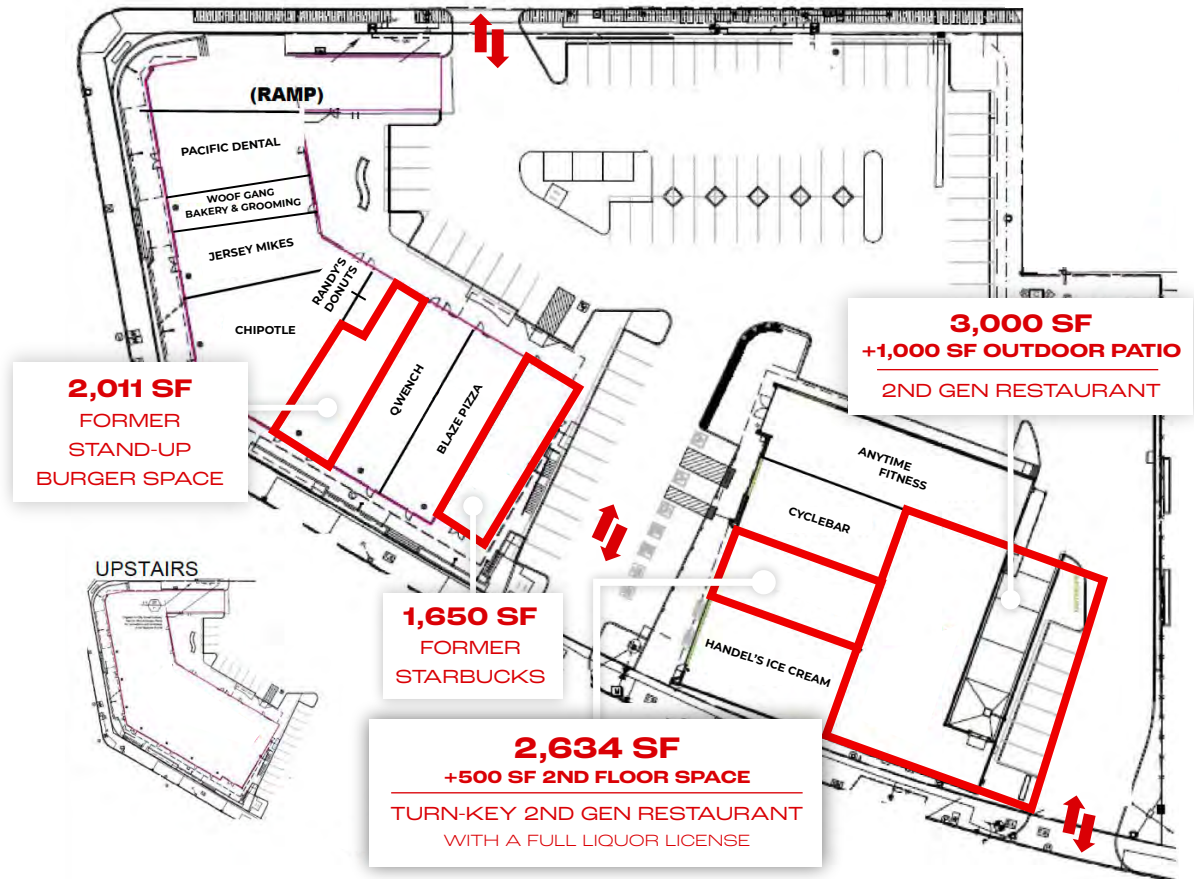 (RAMP)
PACIFIC DENTAL
WOOF GANG
BAKERY & GROOMING
JERSEY MIKES
RANDY'S
DONUTS
CHIPOTLE
QWENCH
BLAZE PIZZA
2,011 SF
FORMER
STAND-UP
BURGER SPACE
3,000 SF
+1,000 SF OUTDOOR PATIO
2ND GEN RESTAURANT
ANYTIME
FITNESS
CYCLEBAR
HANDEL'S ICE CREAM
1,650 SF
FORMER
STARBUCKS
UPSTAIRS
2,634 SF
+500 SF 2ND FLOOR SPACE
TURN-KEY 2ND GEN RESTAURANT
WITH A FULL LIQUOR LICENSE